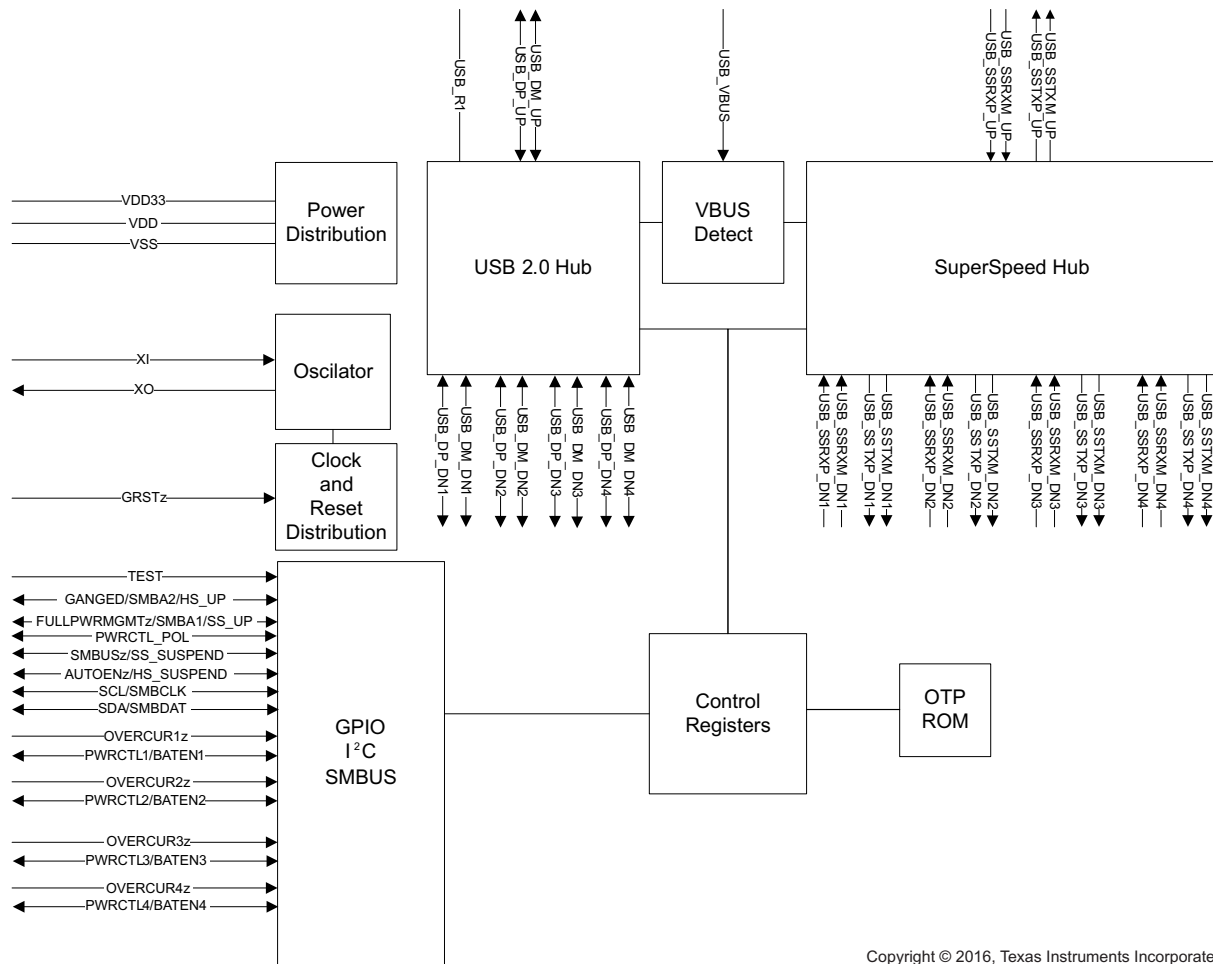 USB_R1
USB_DP_UP
USB_DM_UP
USB_VBUS
USB_SSRXP_UP
USB_SSRXM_UP
USB_SSTXP_UP
USB_SSTXM_UP
VDD33
VDD
VSS
Power
Distribution
USB 2.0 Hub
VBUS
Detect
SuperSpeed Hub
XI
XO
Oscilator
GRSTz
Clock
and
Reset
Distribution
USB_DP_DN1
USB_DM_DN1
USB_DP_DN2
USB_DM_DN2
USB_DP_DN3
USB_DM_DN3
USB_DP_DN4
USB_DM_DN4
USB_SSRXP_DN1
USB_SSRXM_DN1
USB_SSTXP_DN1
USB_SSTXM_DN1
USB_SSRXP_DN2
USB_SSRXM_DN2
USB_SSTXP_DN2
USB_SSTXM_DN2
USB_SSRXP_DN3
USB_SSRXM_DN3
USB_SSTXP_DN3
USB_SSTXM_DN3
USB_SSRXP_DN4
USB_SSRXM_DN4
USB_SSTXP_DN4
USB_SSTXM_DN4
TEST
GANGED/SMBA2/HS_UP
FULLPWRMGMTz/SMBA1/SS_UP
PWRCTL_POL
SMBUSz/SS_SUSPEND
AUTOENz/HS_SUSPEND
SCL/SMBCLK
SDA/SMBDAT
OVERCUR1z
PWRCTL1/BATEN1
OVERCUR2z
PWRCTL2/BATEN2
OVERCUR3z
PWRCTL3/BATEN3
OVERCUR4z
PWRCTL4/BATEN4
GPIO
I²C
SMBUS
Control
Registers
OTP
ROM
Copyright © 2016, Texas Instruments Incorporate